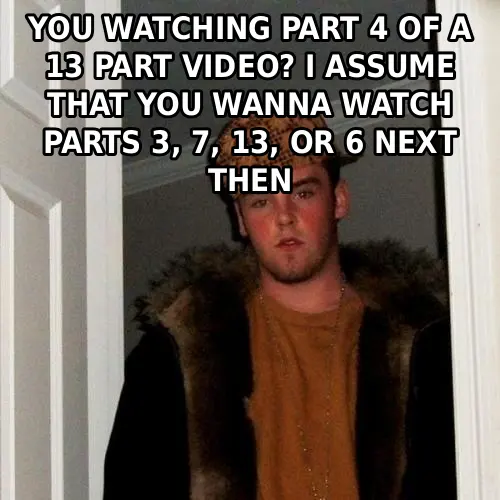 YOU WATCHING PART 4 OF A
13 PART VIDEO? I ASSUME
THAT YOU WANNA WATCH
PARTS 3, 7, 13, OR 6 NEXT
THEN